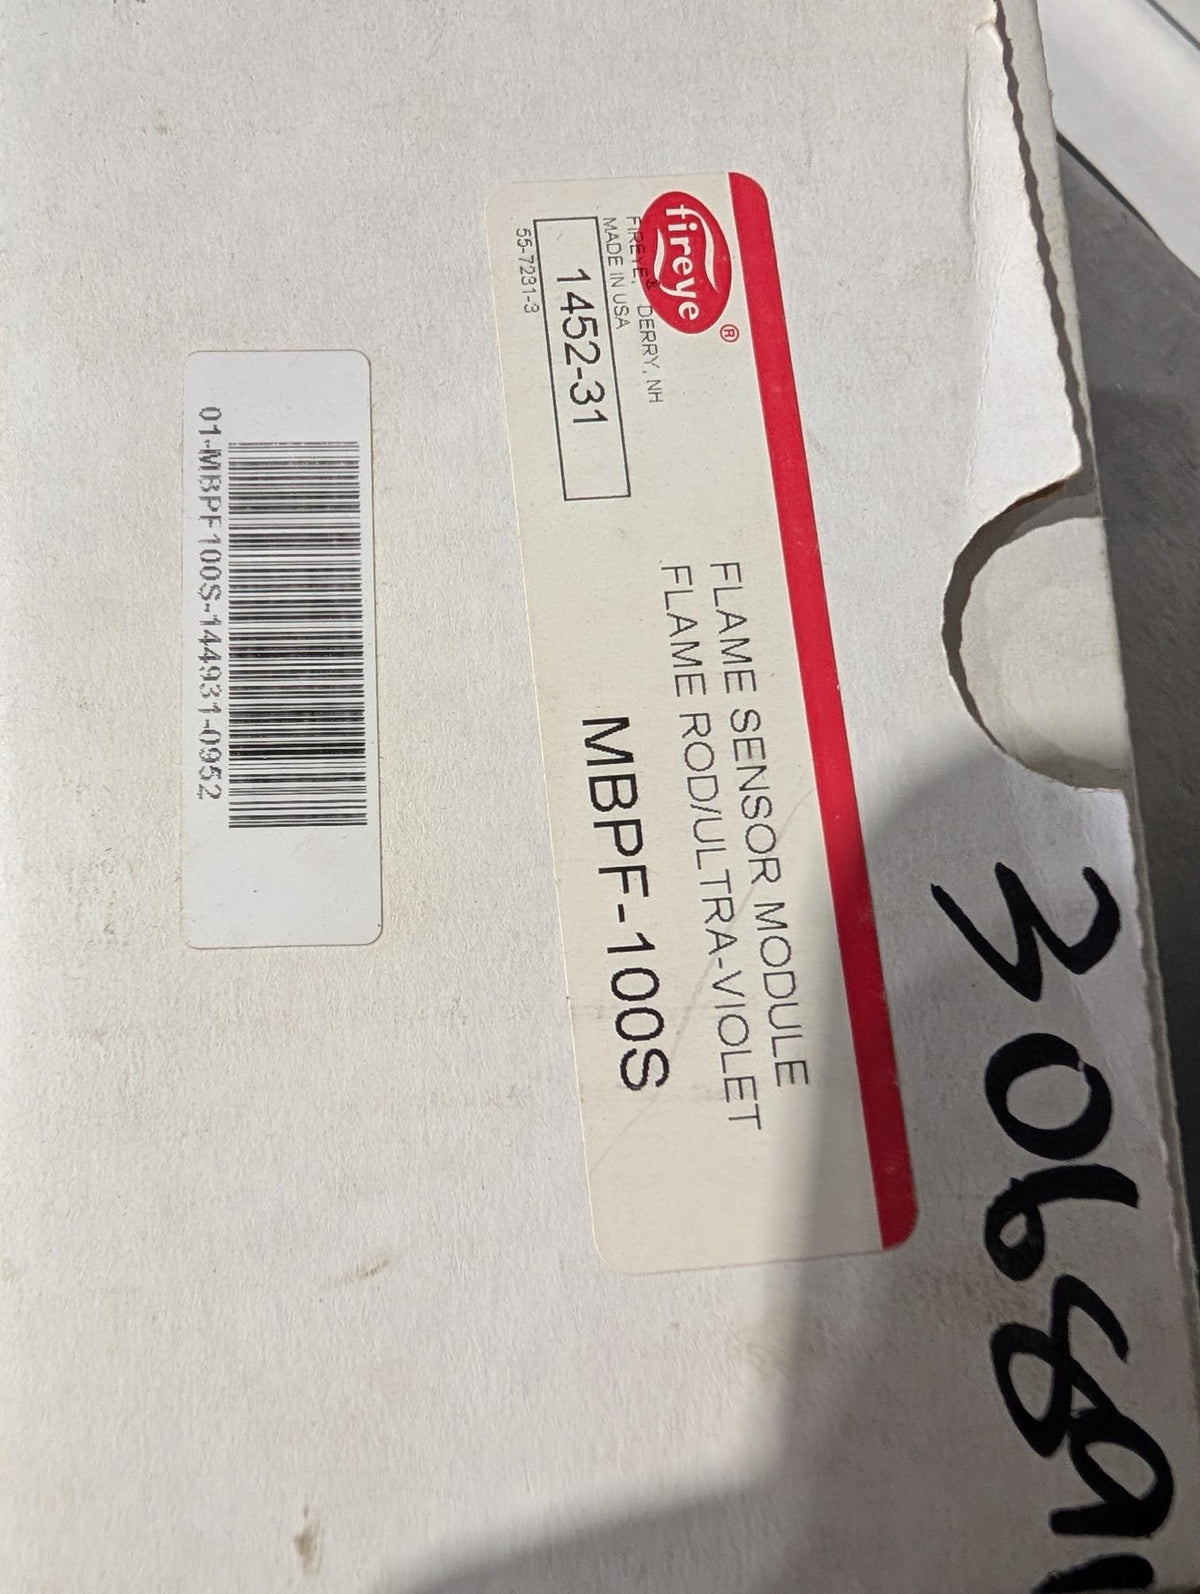 fireye®
FIREYE® DERRY, NH
MADE IN USA
1452-31
55-7231-3
FLAME SENSOR MODULE
FLAME ROD/ULTRA-VIOLET
MBPF-100S
01-MBPF100S-144931-0952